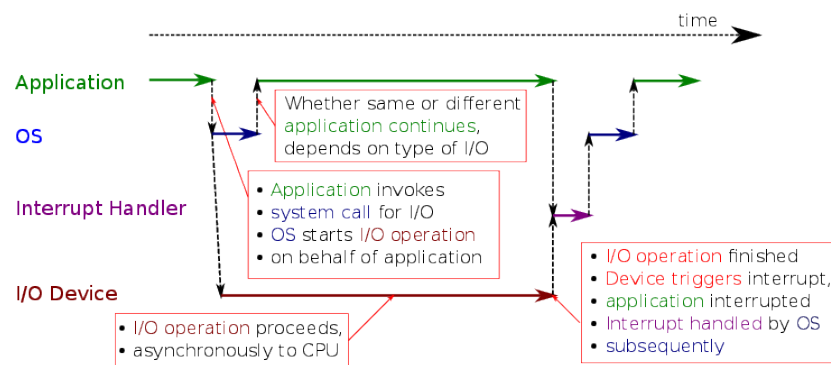 time
Application
Whether same or different
application continues,
depends on type of I/O
OS
• Application invokes
• system call for I/O
• OS starts I/O operation
• on behalf of application
Interrupt Handler
• I/O operation finished
• Device triggers interrupt,
• application interrupted
• Interrupt handled by OS
• subsequently
I/O Device
• I/O operation proceeds,
• asynchronously to CPU